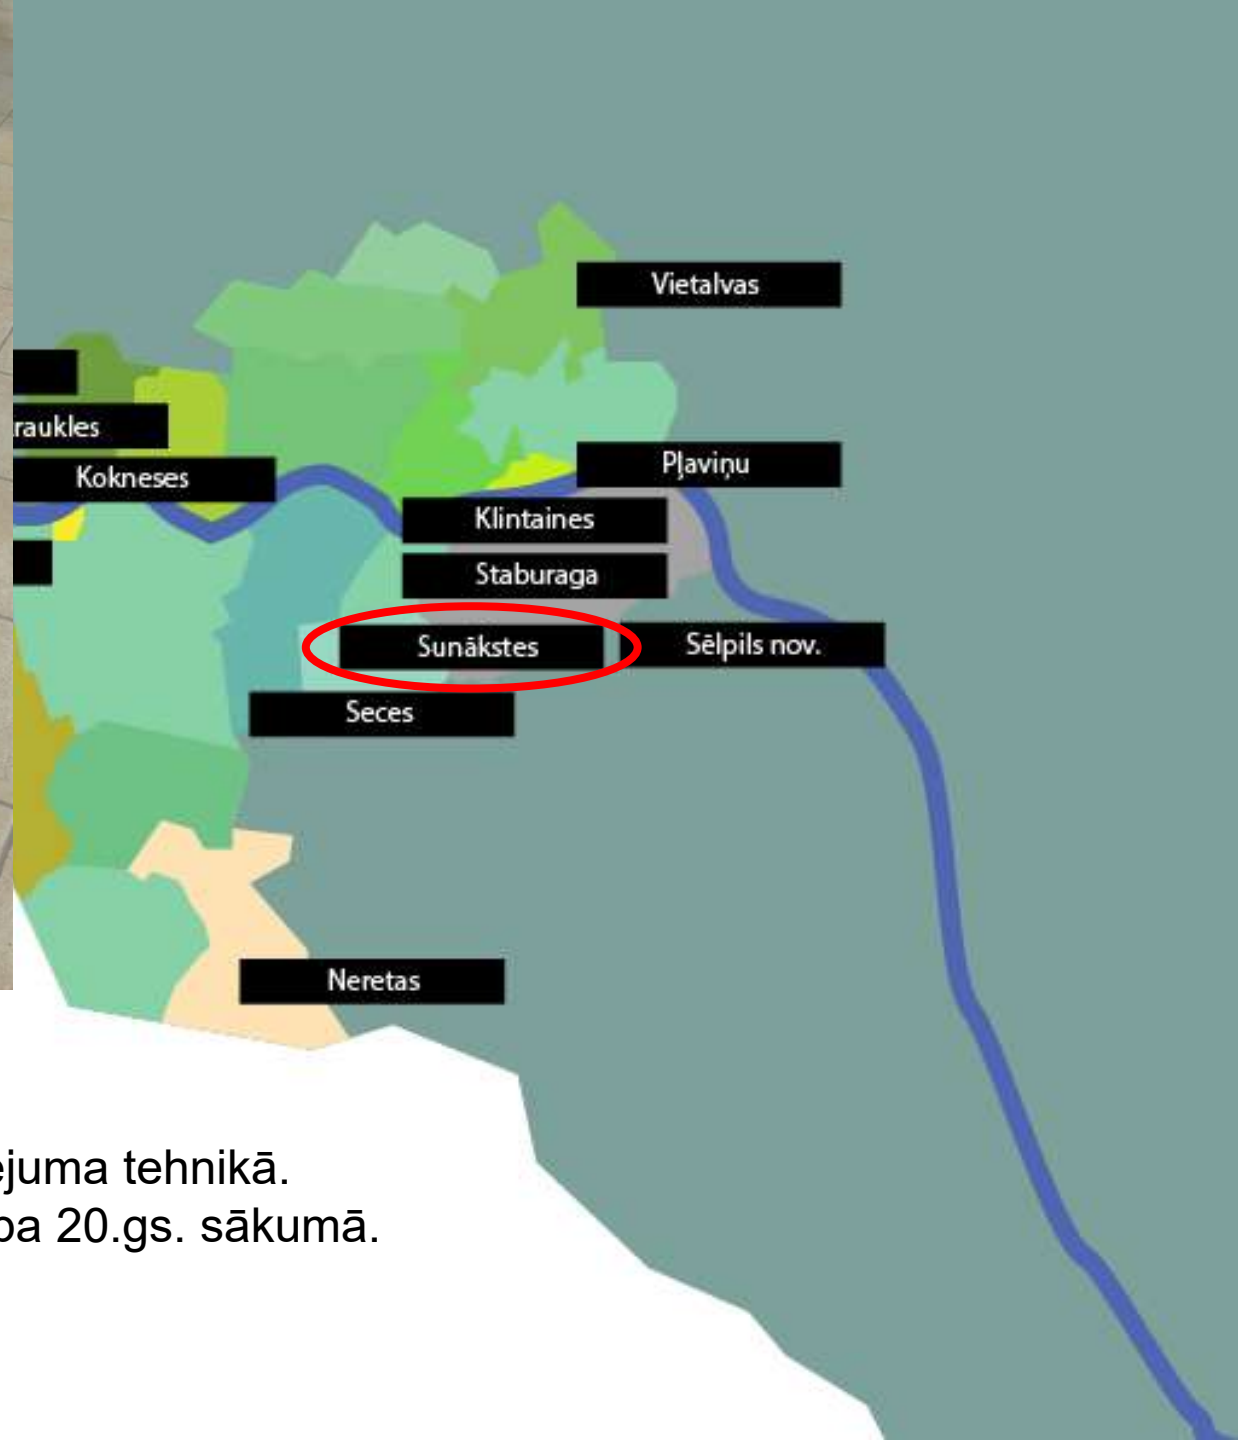 Vietalvas
raukles
Kokneses
Pļaviņu
Klintaines
Staburaga
Sunākstes
Sēlpils nov.
Seces
Neretas
ejuma tehnikā.
ba 20.gs. sākumā.